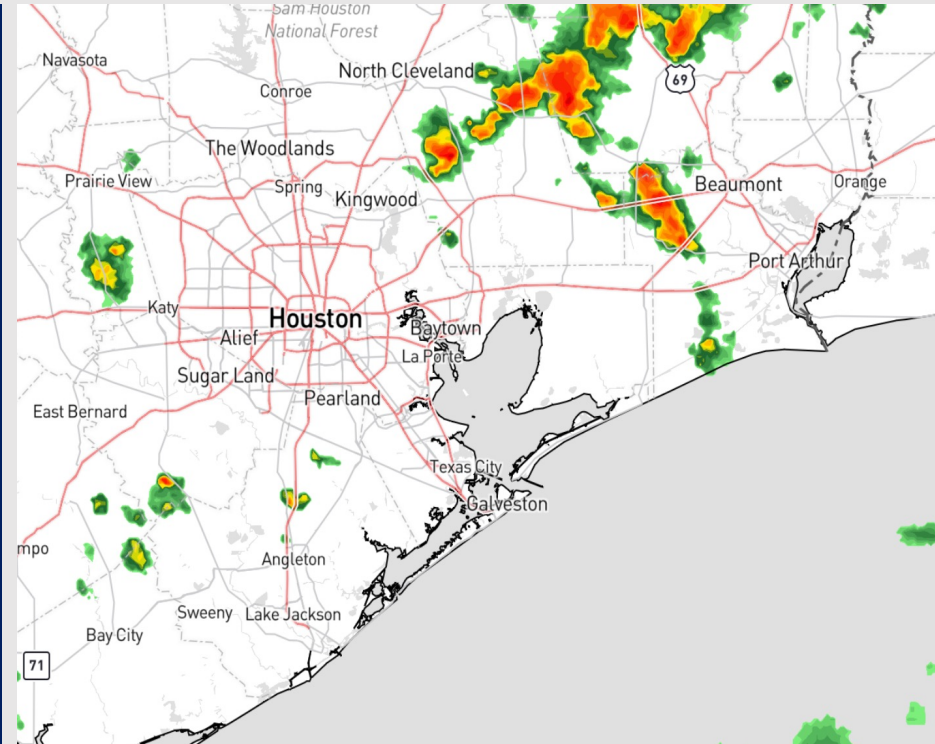 Sam Houston
National Forest
Navasota
North Cleveland
69
Conroe
The Woodlands
Prairie View
Spring
Kingwood
Beaumont
Orange
Port Arthur
Katy
Houston
Baytown
Alief
La Porte
Sugar Land
Pearland
East Bernard
Texas City
Galveston
mpo
Angleton
Sweeny
Lake Jackson
Bay City
71